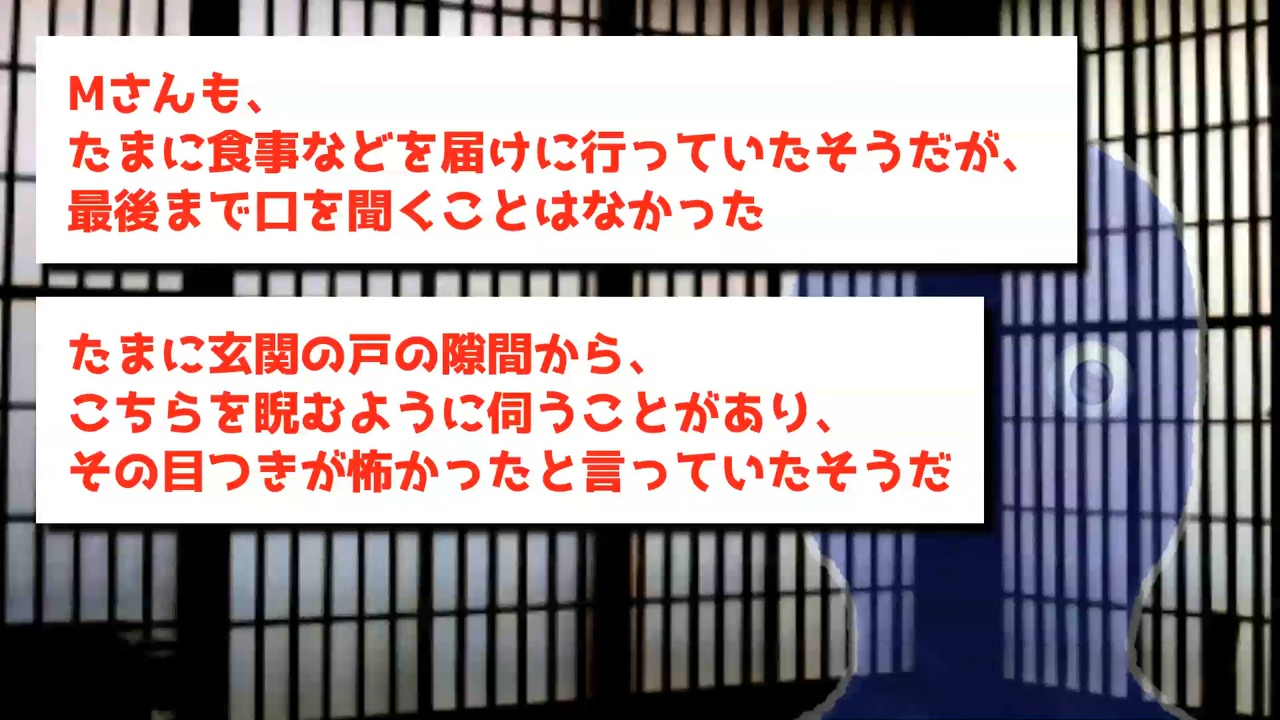 Mさんも、
たまに食事などを届けに行っていたそうだが、
最後まで口を聞くことはなかった
たまに玄関の戸の隙間から、
こちらを睨むように伺うことがあり、
その目つきが怖かったと言っていたそうだ